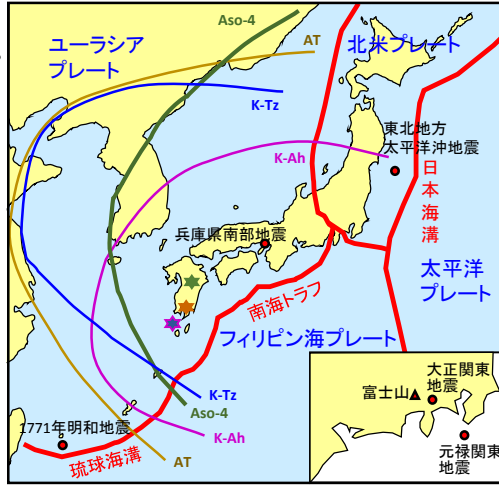 Aso-4
ユーラシア
プレート
北米プレート
AT
K-Tz
東北地方
太平洋沖地震
K-Ah
日本海溝
兵庫県南部地震
太平洋
プレート
南海トラフ
フィリピン海プレート
K-Tz
Aso-4
1771年明和地震
K-Ah
AT
琉球海溝
大正関東
地震
富士山
元禄関東
地震